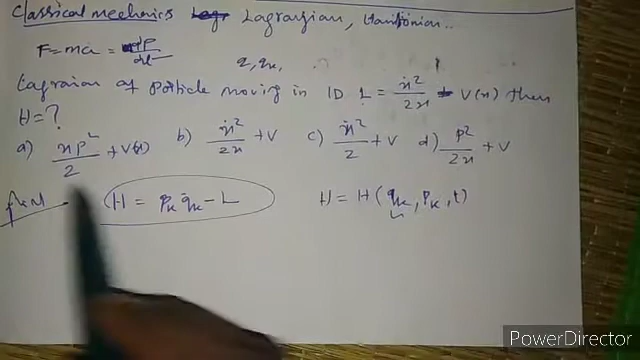 Classical mechanics Lagrangian, Hamiltonian..
F=ma = dP/dt
q, qk,
Lagraian of Particle moving in 1D L = ẋ²/2x - V(x) then
H=?
a) xp²/2 + V(x) b) ẋ²/2x + V c) ẋ²/2 + V d) p²/2x + V
H = Pk q̇k - L H = H(qk, Pk, t)
PowerDirector